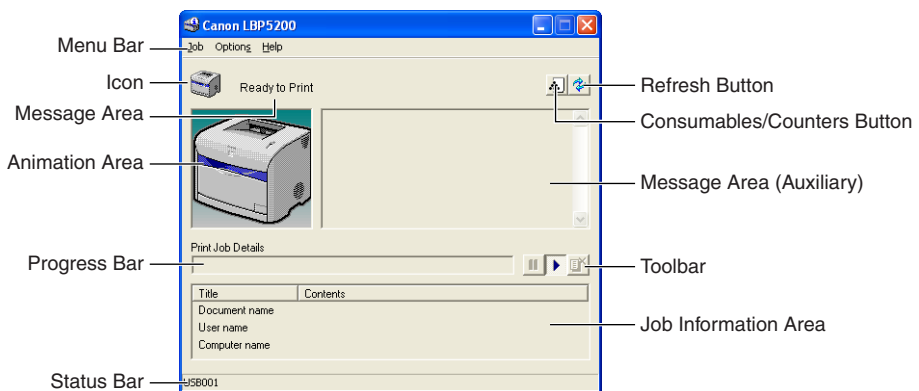 Canon LBP5200
Menu Bar
Job Options Help
Icon
Ready to Print
Refresh Button
Message Area
Consumables/Counters Button
Animation Area
Message Area (Auxiliary)
Print Job Details
Progress Bar
Toolbar
Title Contents
Document name
User name
Job Information Area
Computer name
Status Bar
USB001